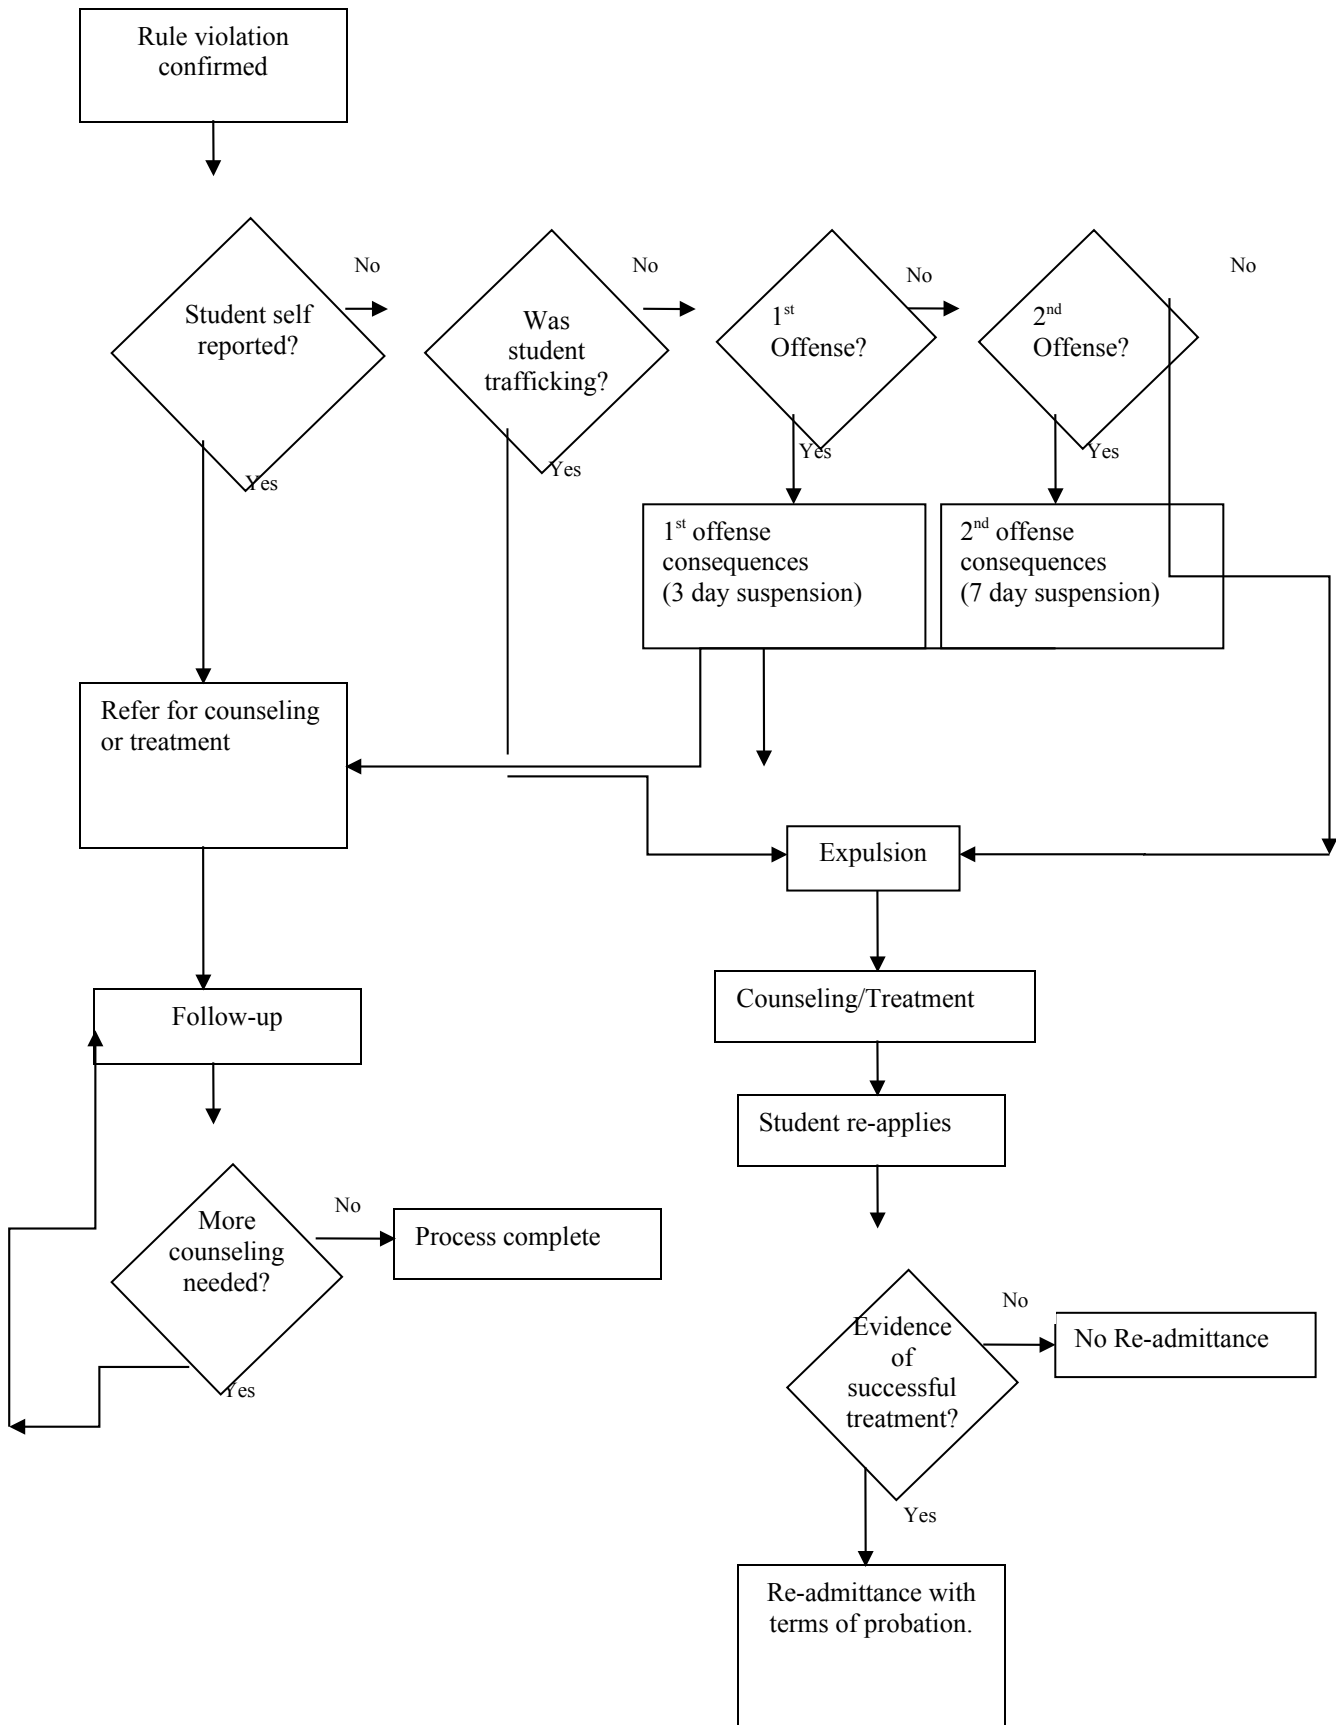 Rule violation
confirmed
No
No
No
No
Student self
reported?
Was
student
trafficking?
1st
Offense?
2nd
Offense?
Yes
Yes
Yes
Yes
1st offense
consequences
(3 day suspension)
2nd offense
consequences
(7 day suspension)
Refer for counseling
or treatment
Expulsion
Follow-up
Counseling/Treatment
Student re-applies
More
counseling
needed?
No
Process complete
Yes
Evidence
of
successful
treatment?
No
No Re-admittance
Yes
Re-admittance with
terms of probation.